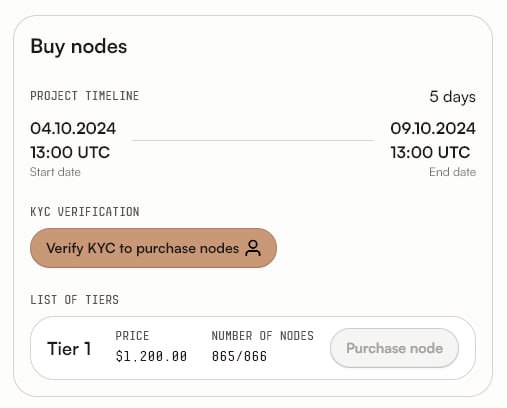 Buy nodes
PROJECT TIMELINE
5 days
04.10.2024
13:00 UTC
Start date
09.10.2024
13:00 UTC
End date
KYC VERIFICATION
Verify KYC to purchase nodes
LIST OF TIERS
Tier 1
PRICE
$1,200.00
NUMBER OF NODES
865/866
Purchase node